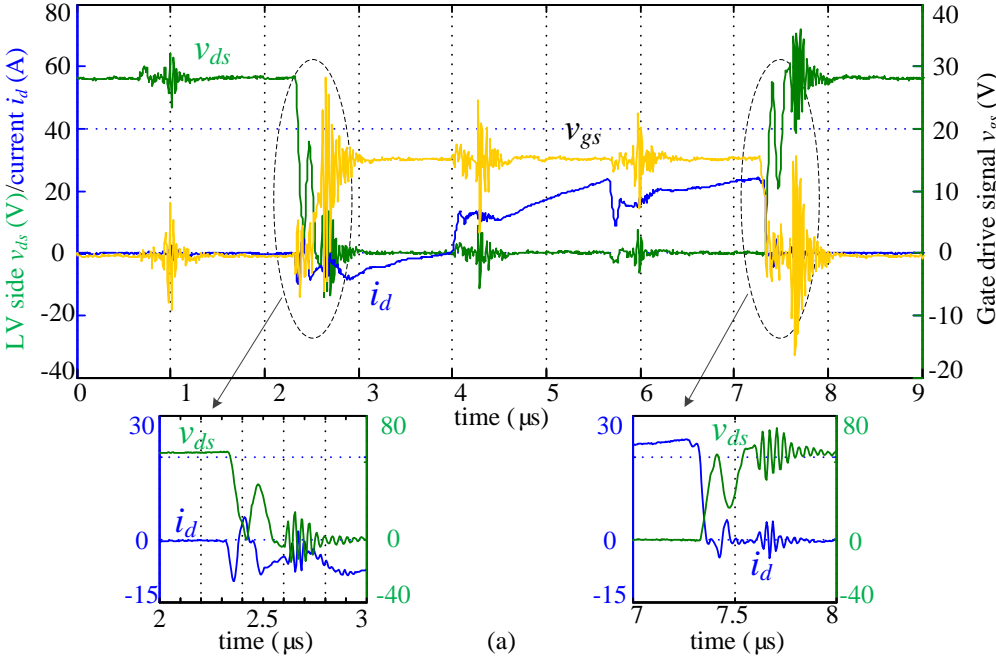 LV side v_ds (V)/current i_d (A)
80
60
40
20
0
-20
-40
v_ds
v_gs
i_d
40
30
20
10
0
-10
-20
Gate drive signal v_gs (V)
0 1 2 3 4 5 6 7 8 9
time (µs)
30
0
-15
v_ds
i_d
80
0
-40
2 2.5 3
time (µs)
30
0
-15
v_ds
i_d
80
0
-40
7 7.5 8
time (µs)
(a)